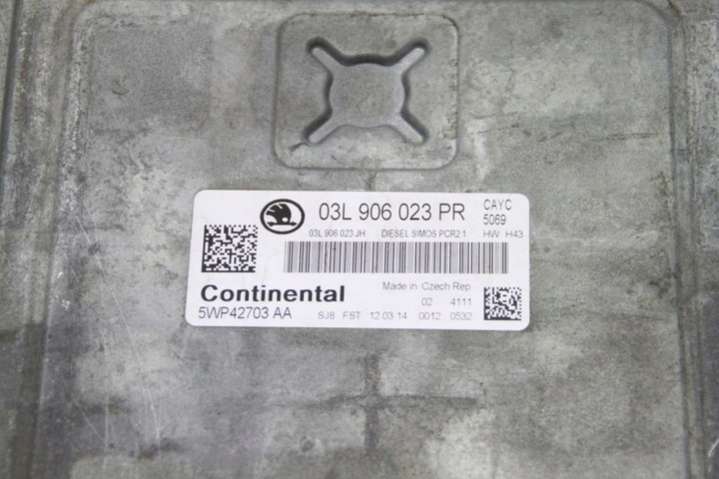 03L 906 023 PR CAYC
5069
03L 906 023 JH DIESEL SIMOS PCR2.1 HW H43
Continental Made in Czech Rep
02 4111
5WP42703 AA SJB FST 12.03.14 0012 0532